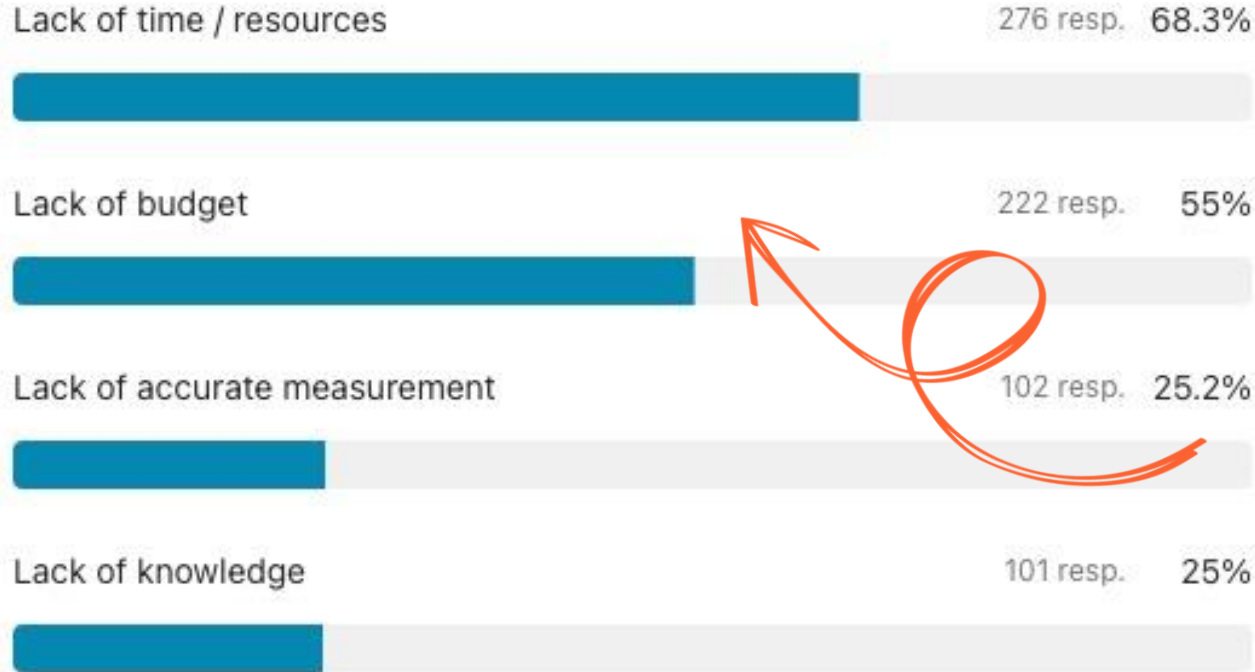 Lack of time / resources 276 resp. 68.3%
Lack of budget 222 resp. 55%
Lack of accurate measurement 102 resp. 25.2%
Lack of knowledge 101 resp. 25%